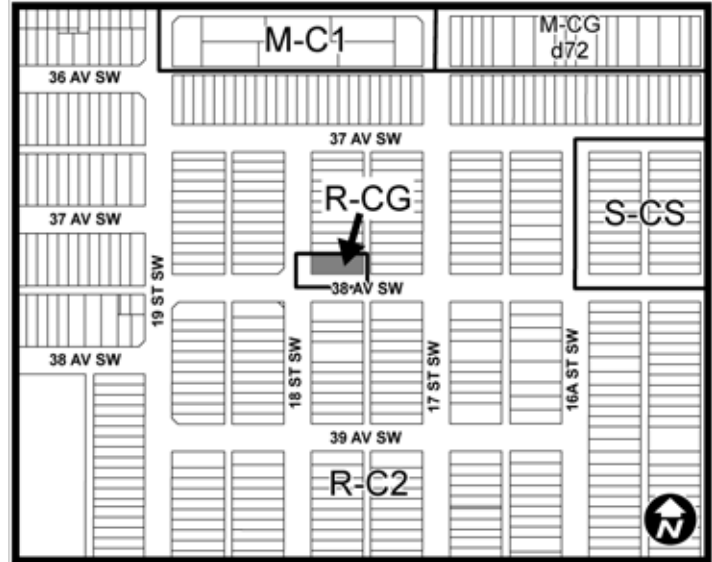 M-C1
M-CG
d72
36 AV SW
37 AV SW
R-CG
S-CS
37 AV SW
19 ST SW
38 AV SW
38 AV SW
18 ST SW
17 ST SW
16A ST SW
39 AV SW
R-C2
N